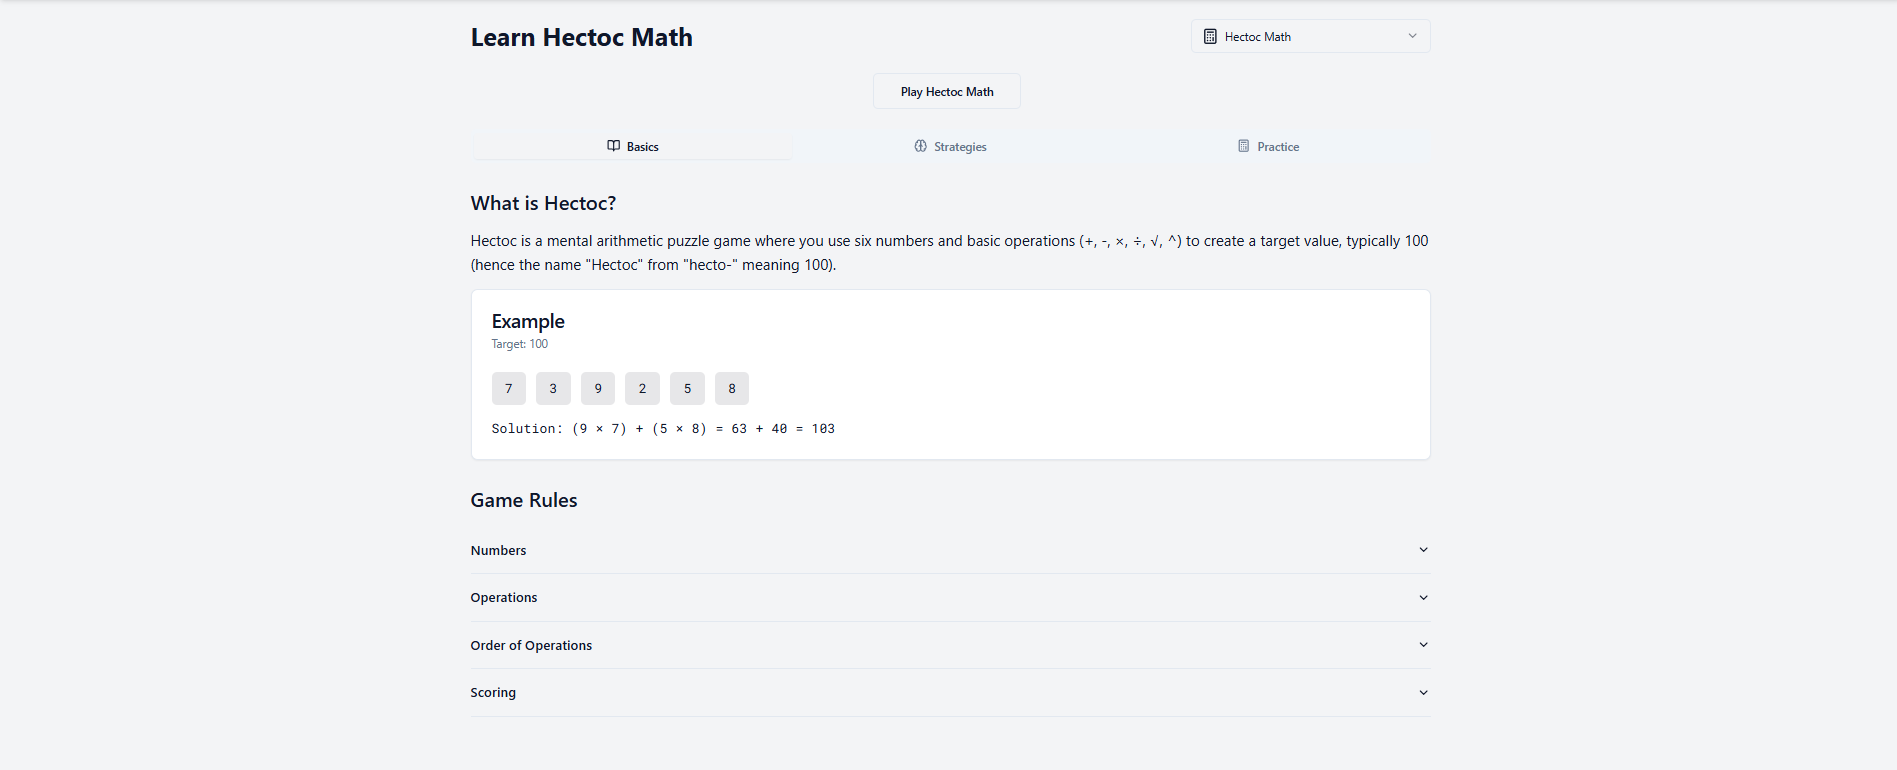 Learn Hectoc Math
Hectoc Math
Play Hectoc Math
Basics
Strategies
Practice
What is Hectoc?
Hectoc is a mental arithmetic puzzle game where you use six numbers and basic operations (+, -, ×, ÷, √, ^) to create a target value, typically 100
(hence the name "Hectoc" from "hecto-" meaning 100).
Example
Target: 100
7 3 9 2 5 8
Solution: (9 × 7) + (5 × 8) = 63 + 40 = 103
Game Rules
Numbers
Operations
Order of Operations
Scoring